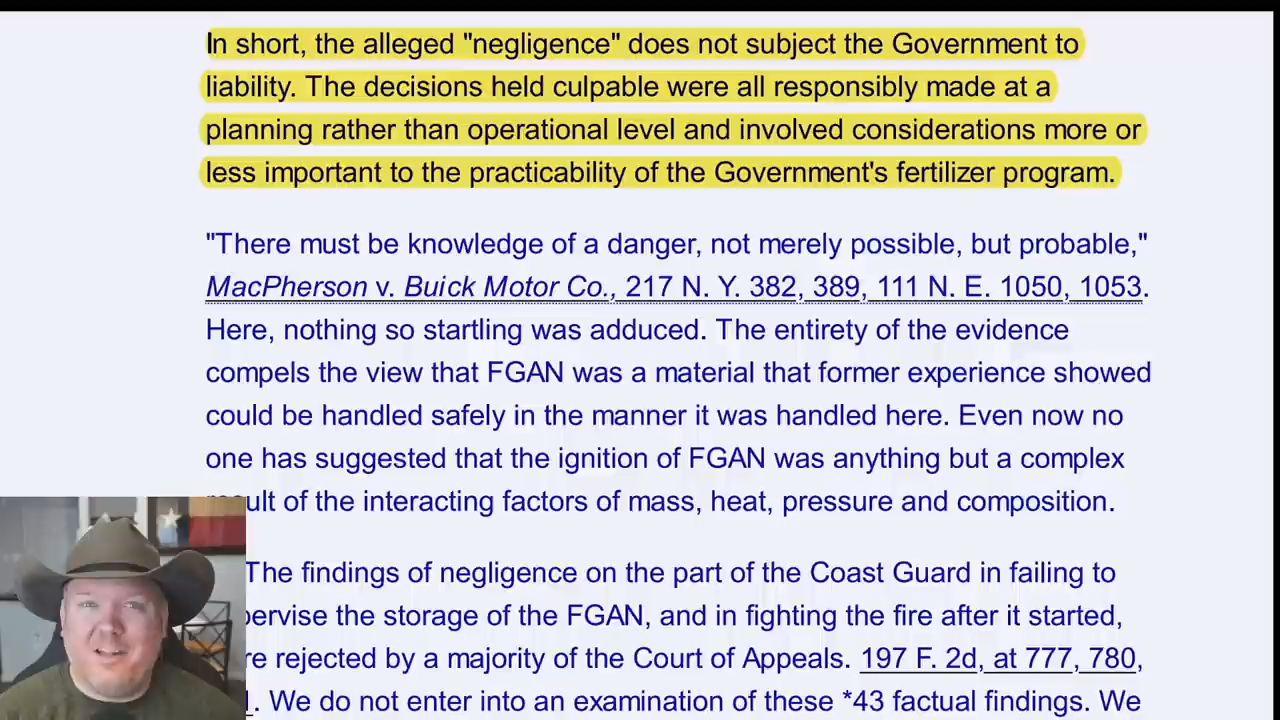 In short, the alleged "negligence" does not subject the Government to
liability. The decisions held culpable were all responsibly made at a
planning rather than operational level and involved considerations more or
less important to the practicability of the Government's fertilizer program.
"There must be knowledge of a danger, not merely possible, but probable,"
MacPherson v. Buick Motor Co., 217 N. Y. 382, 389, 111 N. E. 1050, 1053.
Here, nothing so startling was adduced. The entirety of the evidence
compels the view that FGAN was a material that former experience showed
could be handled safely in the manner it was handled here. Even now no
one has suggested that the ignition of FGAN was anything but a complex
of the interacting factors of mass, heat, pressure and composition.
The findings of negligence on the part of the Coast Guard in failing to
the storage of the FGAN, and in fighting the fire after it started,
rejected by a majority of the Court of Appeals. 197 F. 2d, at 777, 780,
. We do not enter into an examination of these *43 factual findings. We